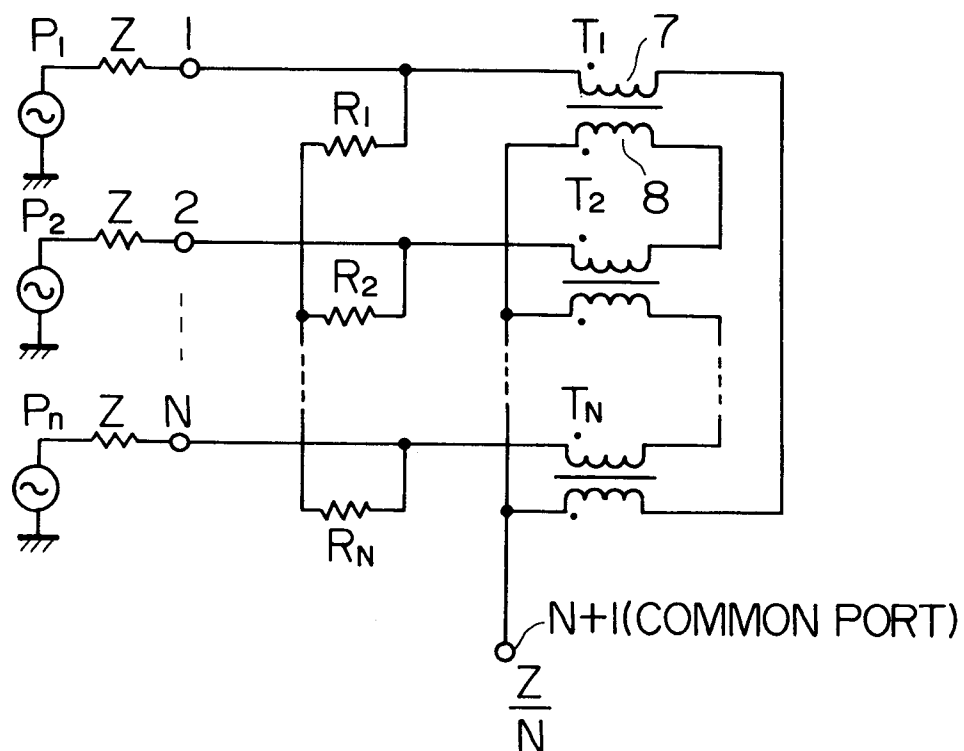 P1 Z 1 T1 7
R1
8
P2 Z 2 T2
R2
Pn Z N TN
RN
N+1(COMMON PORT)
Z
N